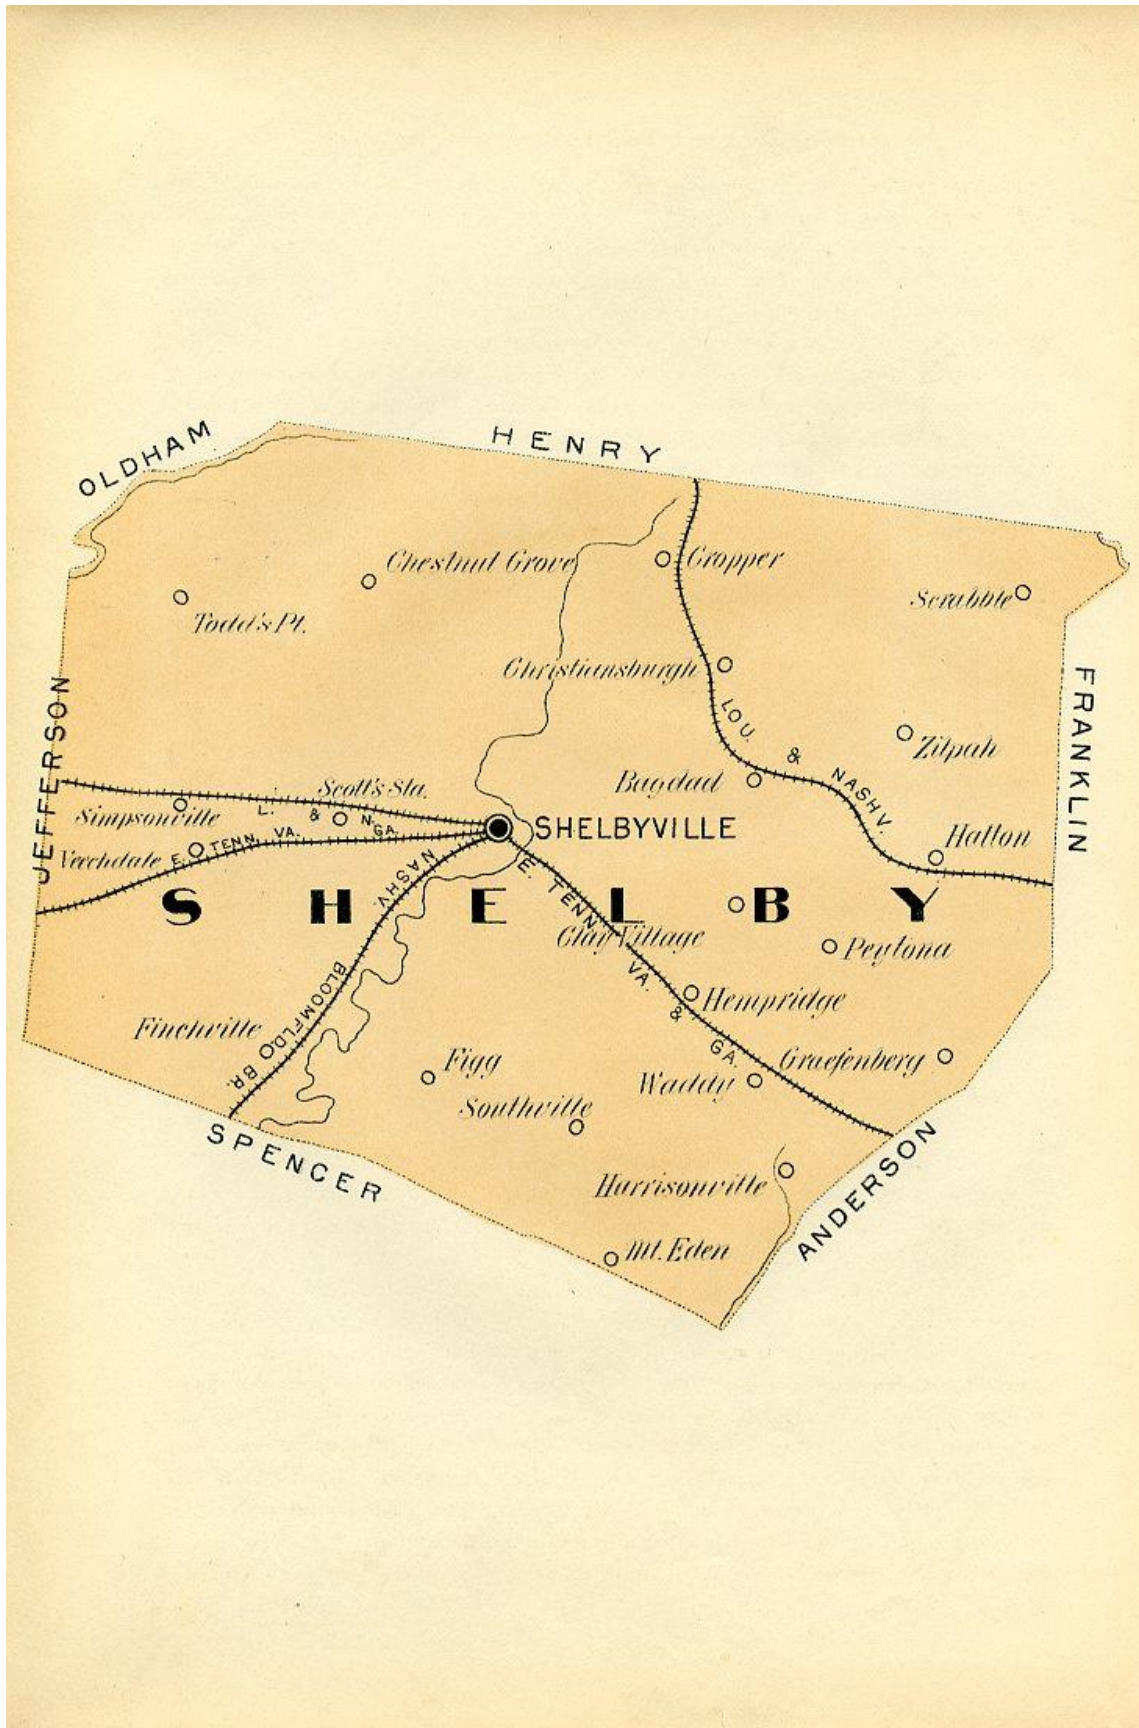 OLDHAM
HENRY
Chestnut Grove
Cropper
Scrabble
Todd's Pt.
Christiansburgh
FRANKLIN
JEFFERSON
LOU. & NASHV.
Zilpah
Bagdad
Scott's Sta.
L. & N.
Simpsonville
SHELBYVILLE
Hatton
Veechdale
E. TENN. VA. GA.
NASHV.
E. TENN. VA. & GA.
SHELBY
Clay Village
Peytona
BLOOMFLD BR.
Hempridge
Finchville
Figg
Graefenberg
Waddy
Southville
SPENCER
ANDERSON
Harrisonville
Mt. Eden